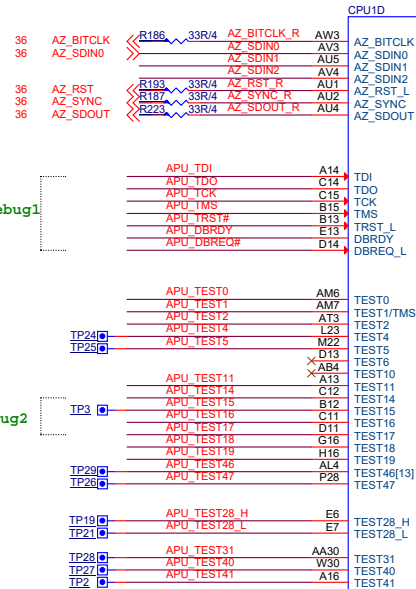 CPU1D
36 AZ_BITCLK R186 33R/4 AZ_BITCLK_R AW3 AZ_BITCLK
36 AZ_SDIN0 AZ_SDIN0 AV3 AZ_SDIN0
AZ_SDIN1 AU5 AZ_SDIN1
AZ_SDIN2 AV4 AZ_SDIN2
36 AZ_RST R193 33R/4 AZ_RST_R AU1 AZ_RST_L
36 AZ_SYNC R187 33R/4 AZ_SYNC_R AU2 AZ_SYNC
36 AZ_SDOUT R223 33R/4 AZ_SDOUT_R AU4 AZ_SDOUT
APU_TDI A14 TDI
APU_TDO C14 TDO
APU_TCK C15 TCK
ebug1 APU_TMS B15 TMS
APU_TRST# B13 TRST_L
APU_DBRDY E13 DBRDY
APU_DBREQ# D14 DBREQ_L
APU_TEST0 AM6 TEST0
APU_TEST1 AM7 TEST1/TMS
APU_TEST2 AT3 TEST2
TP24 APU_TEST4 L23 TEST4
TP25 APU_TEST5 M22 TEST5
D13 TEST6
AB4 TEST10
APU_TEST11 A13 TEST11
APU_TEST14 C12 TEST14
TP3 APU_TEST15 B12 TEST15
ug2 APU_TEST16 C11 TEST16
APU_TEST17 D11 TEST17
APU_TEST18 G16 TEST18
APU_TEST19 H16 TEST19
TP29 APU_TEST46 AL4 TEST46[13]
TP26 APU_TEST47 P28 TEST47
TP19 APU_TEST28_H E6 TEST28_H
TP21 APU_TEST28_L E7 TEST28_L
TP28 APU_TEST31 AA30 TEST31
TP27 APU_TEST40 W30 TEST40
TP2 APU_TEST41 A16 TEST41